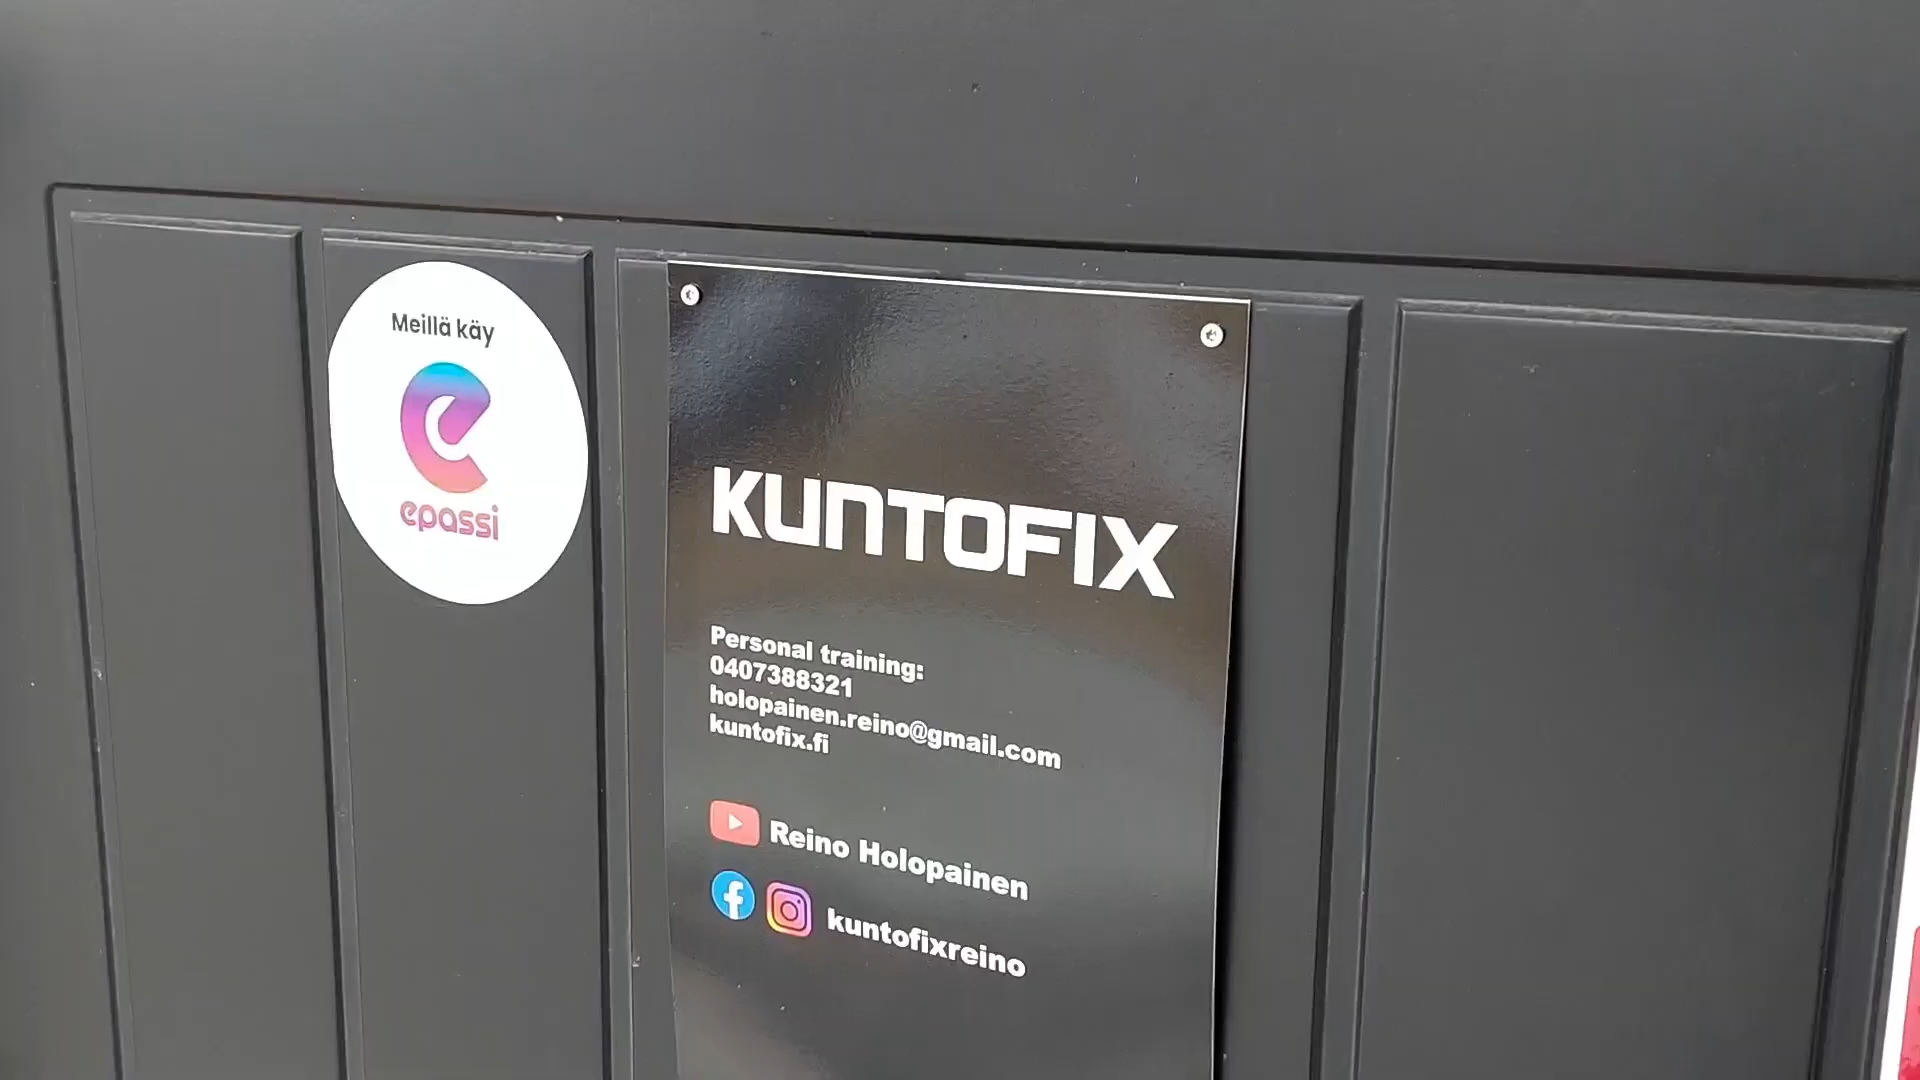 Meillä käy
epassi
KUNTOFIX
Personal training:
0407388321
holopainen.reino@gmail.com
kuntofix.fi
Reino Holopainen
kuntofixreino